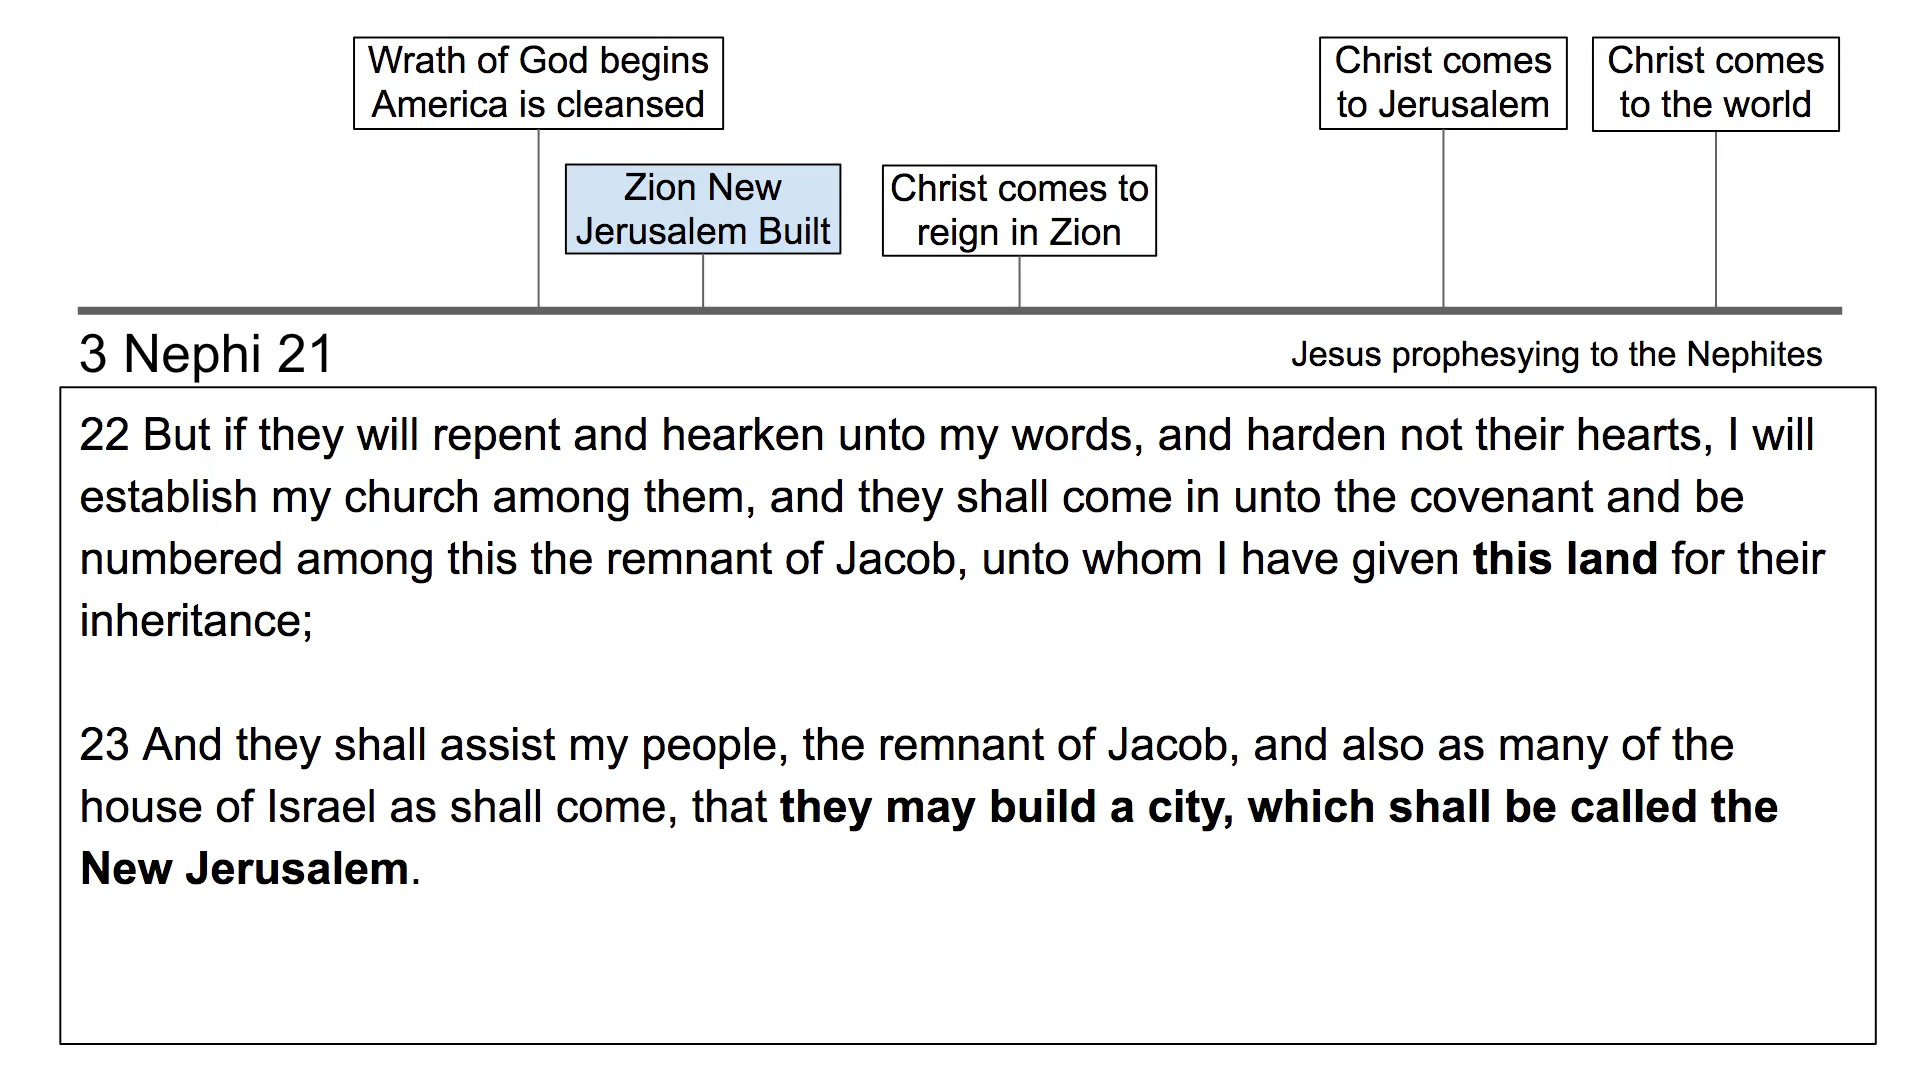 Wrath of God begins
America is cleansed
Zion New
Jerusalem Built
Christ comes to
reign in Zion
Christ comes
to Jerusalem
Christ comes
to the world
3 Nephi 21
Jesus prophesying to the Nephites
22 But if they will repent and hearken unto my words, and harden not their hearts, I will
establish my church among them, and they shall come in unto the covenant and be
numbered among this the remnant of Jacob, unto whom I have given this land for their
inheritance;
23 And they shall assist my people, the remnant of Jacob, and also as many of the
house of Israel as shall come, that they may build a city, which shall be called the
New Jerusalem.